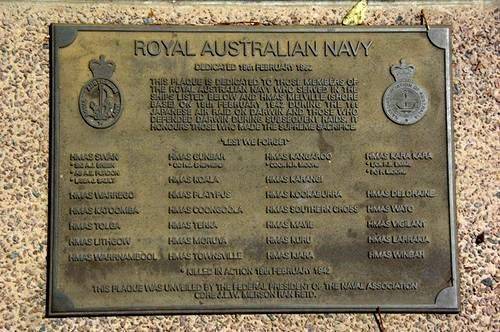 ROYAL AUSTRALIAN NAVY
DEDICATED 19th FEBRUARY 1992
THIS PLAQUE IS DEDICATED TO THOSE MEMBERS OF
THE ROYAL AUSTRALIAN NAVY WHO SERVED IN THE
SHIPS LISTED BELOW AND HMAS MELVILLE (SHORE
BASE) ON 19th FEBRUARY 1942 DURING THE 1st
JAPANESE AIR RAID ON DARWIN AND THOSE WHO
DARWIN DURING SUBSEQUENT RAIDS. IT
HONOURS THOSE WHO MADE THE SUPREME SACRIFICE.
"LEST WE FORGET"
HMAS SWAN HMAS GUNBAR HMAS KANGAROO HMAS KARA KARA
HMAS KOALA HMAS KARANGI
HMAS WARREGO HMAS PLATYPUS HMAS KOOKABURRA HMAS DELORAINE
HMAS KATOOMBA HMAS COONGOOLA HMAS SOUTHERN CROSS HMAS WATO
HMAS TOLGA HMAS TERKA HMAS MAVIE HMAS VIGILANT
HMAS LITHGOW HMAS MORUYA HMAS KURU HMAS LARRAKIA
HMAS WARRNAMBOOL HMAS TOWNSVILLE HMAS KIARA HMAS WINBAH
* KILLED IN ACTION 19th FEBRUARY 1942
THIS PLAQUE WAS UNVEILED BY THE FEDERAL PRESIDENT OF THE NAVAL ASSOCIATION
CDRE J.L.W. MERSON RAN RETD.